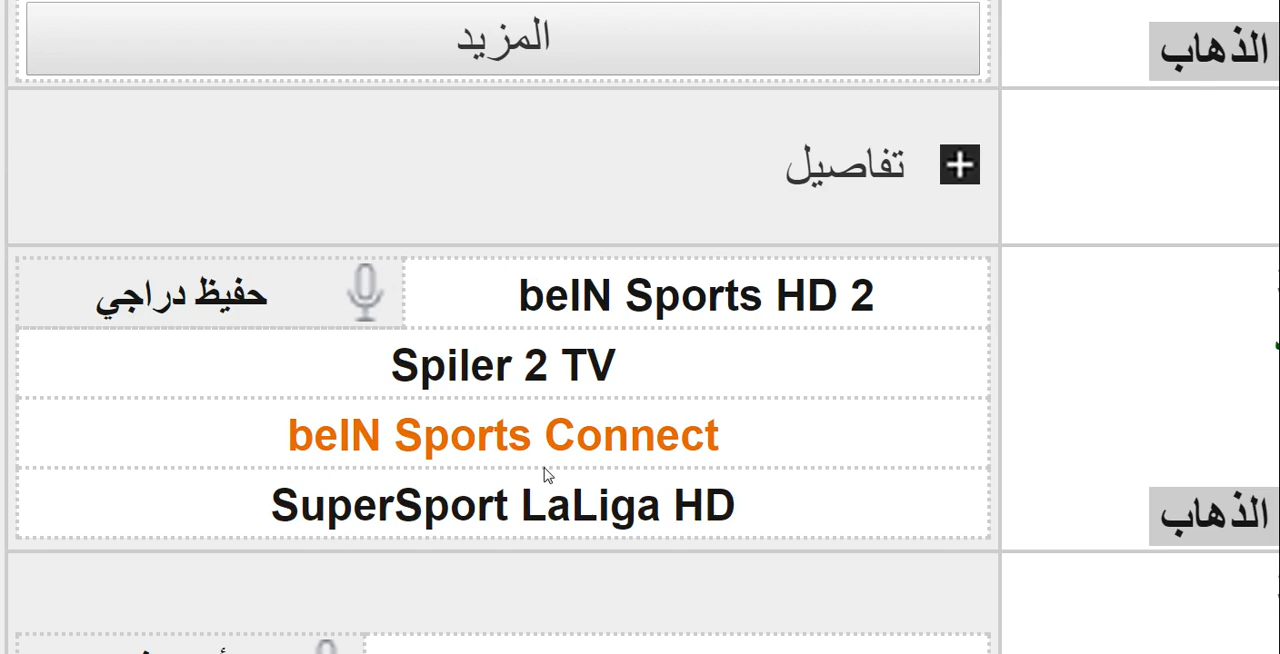 المزيد
الذهاب
تفاصيل
beIN Sports HD 2
حفيظ دراجي
Spiler 2 TV
beIN Sports Connect
SuperSport LaLiga HD
الذهاب